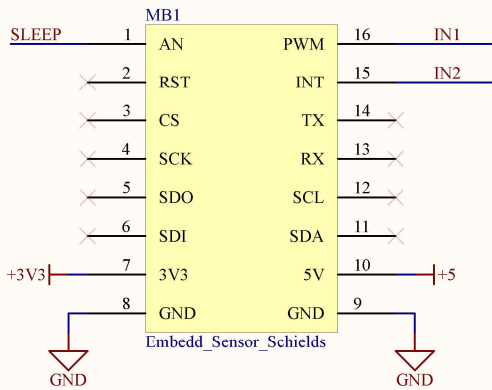 MB1
SLEEP 1 AN PWM 16 IN1
2 RST INT 15 IN2
3 CS TX 14
4 SCK RX 13
5 SDO SCL 12
6 SDI SDA 11
+3V3 7 3V3 5V 10 +5
8 GND GND 9
Embedd_Sensor_Schields
GND GND